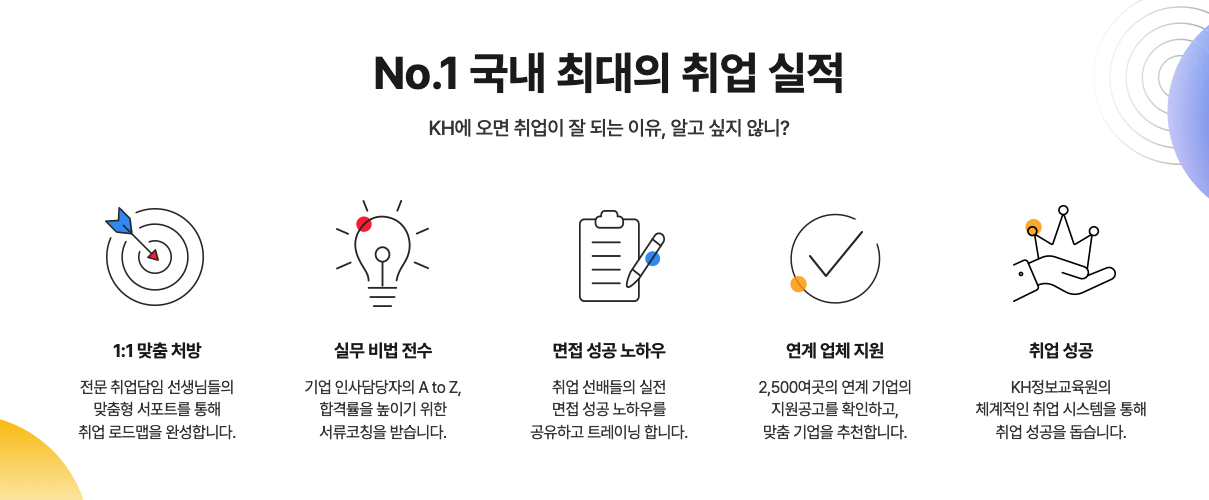 No.1 국내 최대의 취업 실적
KH에 오면 취업이 잘 되는 이유, 알고 싶지 않니?
1:1 맞춤 처방
전문 취업담임 선생님들의
맞춤형 서포트를 통해
취업 로드맵을 완성합니다.
실무 비법 전수
기업 인사담당자의 A to Z,
합격률을 높이기 위한
서류코칭을 받습니다.
면접 성공 노하우
취업 선배들의 실전
면접 성공 노하우를
공유하고 트레이닝 합니다.
연계 업체 지원
2,500여곳의 연계 기업의
지원공고를 확인하고,
맞춤 기업을 추천합니다.
취업 성공
KH정보교육원의
체계적인 취업 시스템을 통해
취업 성공을 돕습니다.